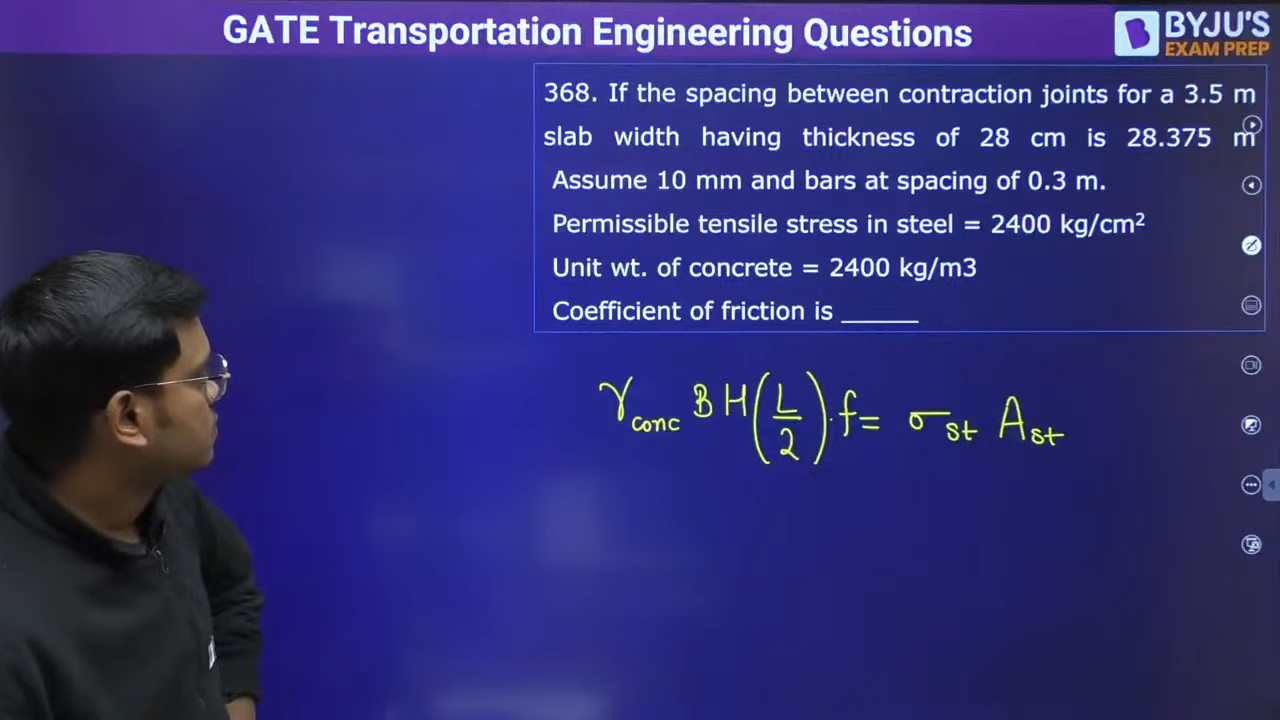 GATE Transportation Engineering Questions
BYJU'S
EXAM PREP
368. If the spacing between contraction joints for a 3.5 m
slab width having thickness of 28 cm is 28.375 m
Assume 10 mm and bars at spacing of 0.3 m.
Permissible tensile stress in steel = 2400 kg/cm²
Unit wt. of concrete = 2400 kg/m3
Coefficient of friction is ______
γconc B H (L/2) · f = σst Ast